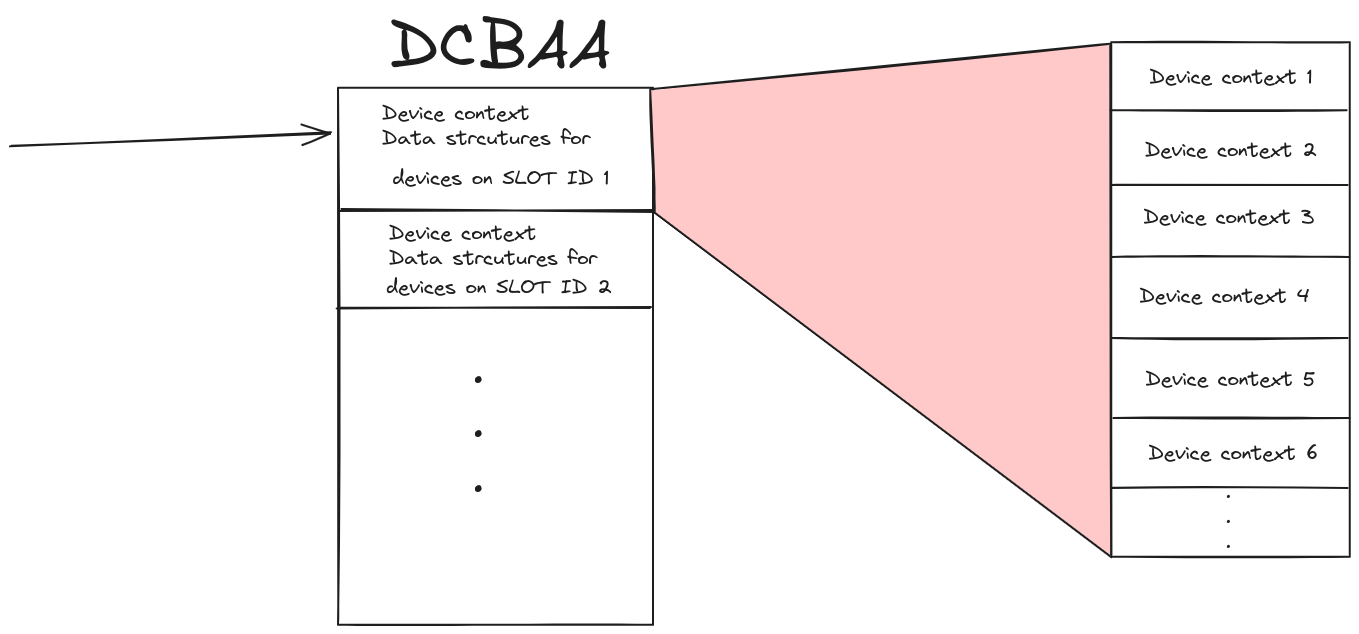 DCBAA
Device context
Data strcutures for
devices on SLOT ID 1
Device context
Data strcutures for
devices on SLOT ID 2
Device context 1
Device context 2
Device context 3
Device context 4
Device context 5
Device context 6